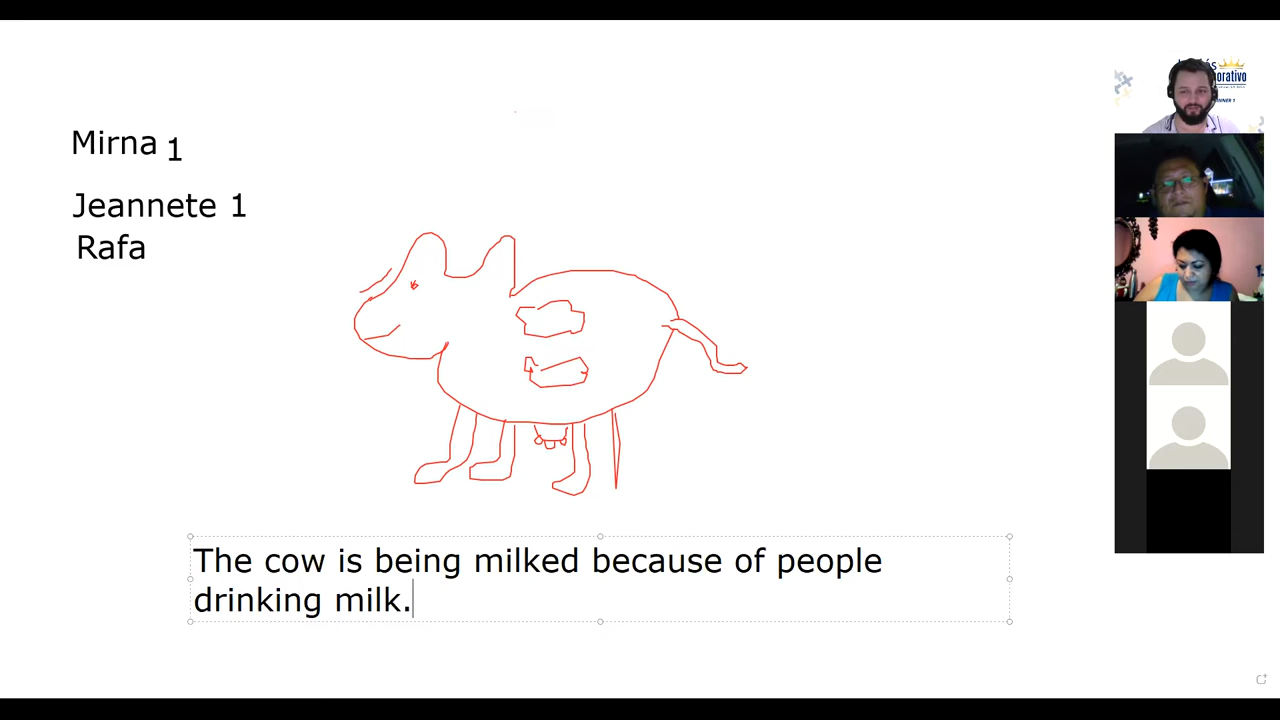 Mirna 1
Jeannete 1
Rafa
The cow is being milked because of people
drinking milk.